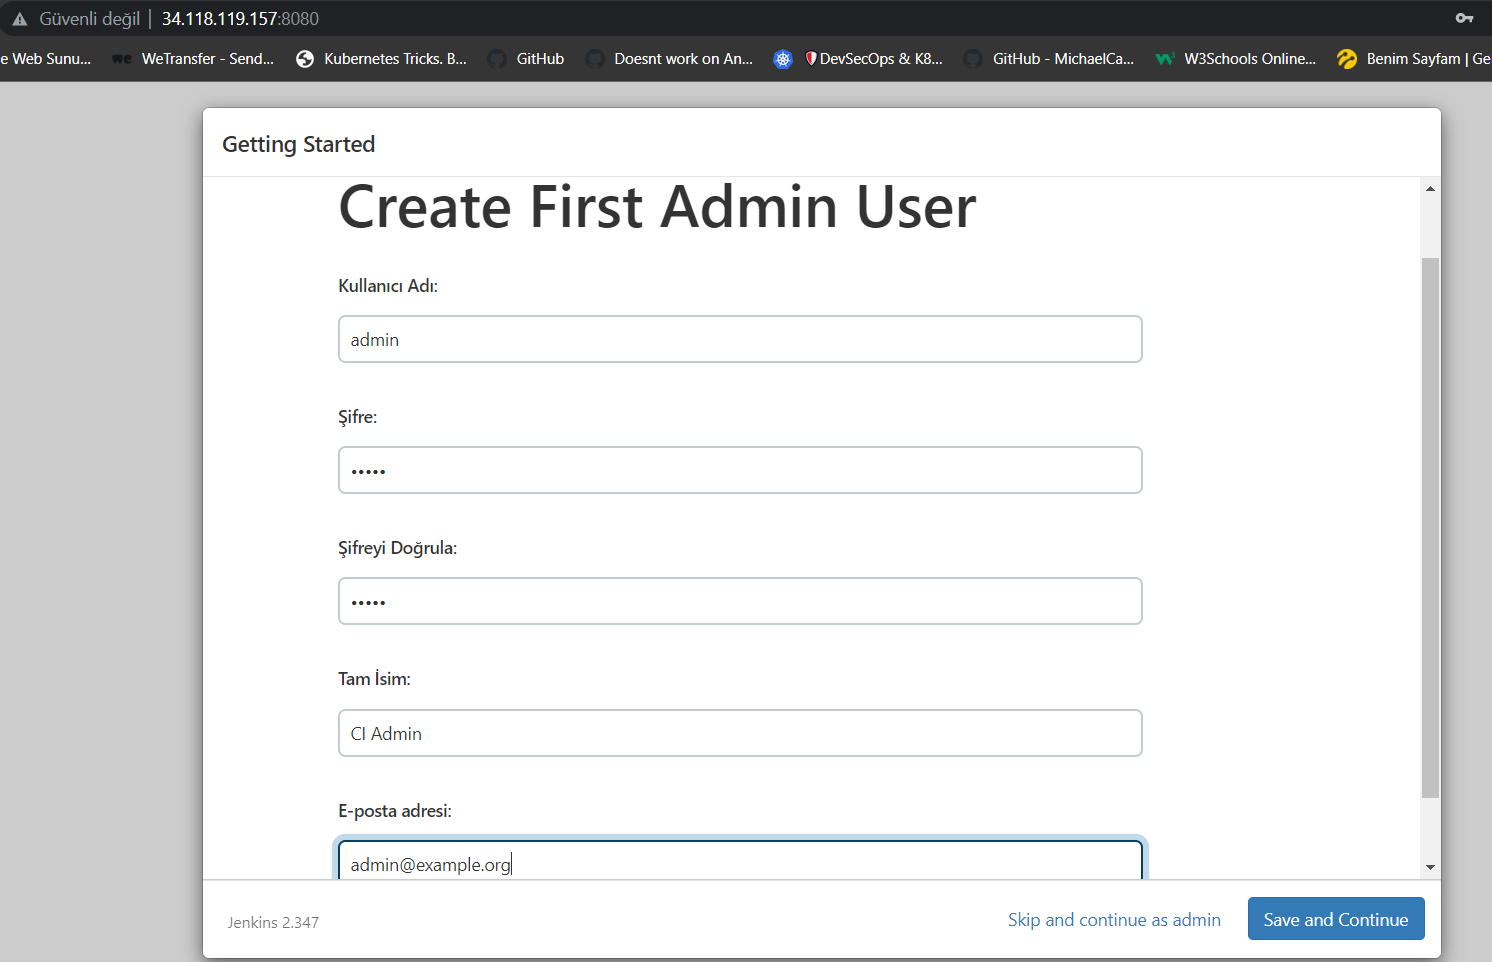 Güvenli değil | 34.118.119.157:8080
e Web Sunu... WeTransfer - Send... Kubernetes Tricks. B... GitHub Doesnt work on An... DevSecOps & K8... GitHub - MichaelCa... W3Schools Online... Benim Sayfam | Ge
Getting Started
Create First Admin User
Kullanıcı Adı:
admin
Şifre:
•••••
Şifreyi Doğrula:
•••••
Tam İsim:
CI Admin
E-posta adresi:
admin@example.org
Jenkins 2.347 Skip and continue as admin Save and Continue